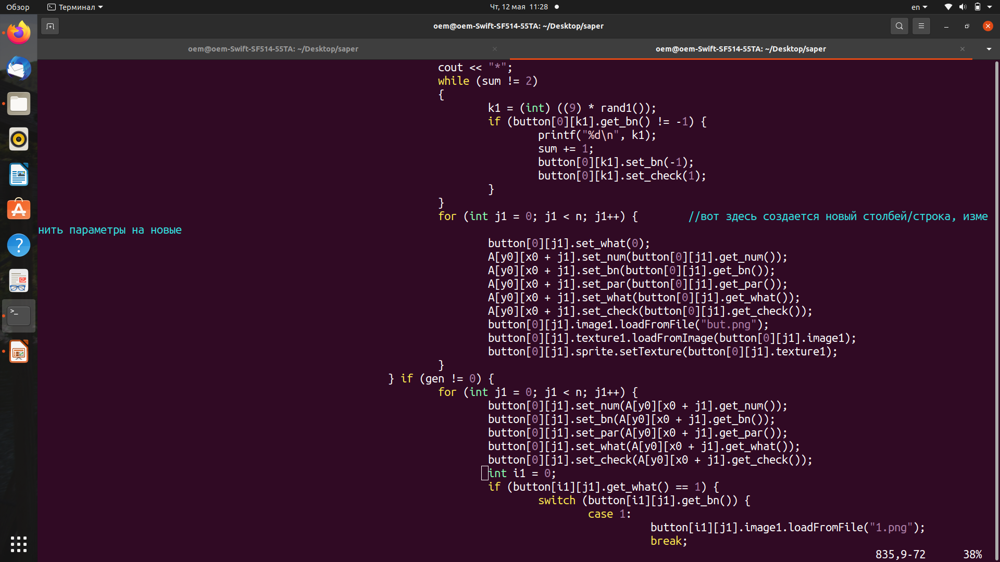 Обзор
Терминал
Чт, 12 мая 11:28
en
oem@oem-Swift-SF514-55TA: ~/Desktop/saper
oem@oem-Swift-SF514-55TA: ~/Desktop/saper
oem@oem-Swift-SF514-55TA: ~/Desktop/saper
cout << "*";
while (sum != 2)
{
k1 = (int) ((9) * rand1());
if (button[0][k1].get_bn() != -1) {
printf("%d\n", k1);
sum += 1;
button[0][k1].set_bn(-1);
button[0][k1].set_check(1);
}
}
for (int j1 = 0; j1 < n; j1++) { //вот здесь создается новый столбей/строка, изме
нить параметры на новые
button[0][j1].set_what(0);
A[y0][x0 + j1].set_num(button[0][j1].get_num());
A[y0][x0 + j1].set_bn(button[0][j1].get_bn());
A[y0][x0 + j1].set_par(button[0][j1].get_par());
A[y0][x0 + j1].set_what(button[0][j1].get_what());
A[y0][x0 + j1].set_check(button[0][j1].get_check());
button[0][j1].image1.loadFromFile("but.png");
button[0][j1].texture1.loadFromImage(button[0][j1].image1);
button[0][j1].sprite.setTexture(button[0][j1].texture1);
}
} if (gen != 0) {
for (int j1 = 0; j1 < n; j1++) {
button[0][j1].set_num(A[y0][x0 + j1].get_num());
button[0][j1].set_bn(A[y0][x0 + j1].get_bn());
button[0][j1].set_par(A[y0][x0 + j1].get_par());
button[0][j1].set_what(A[y0][x0 + j1].get_what());
button[0][j1].set_check(A[y0][x0 + j1].get_check());
int i1 = 0;
if (button[i1][j1].get_what() == 1) {
switch (button[i1][j1].get_bn()) {
case 1:
button[i1][j1].image1.loadFromFile("1.png");
break;
835,9-72 38%